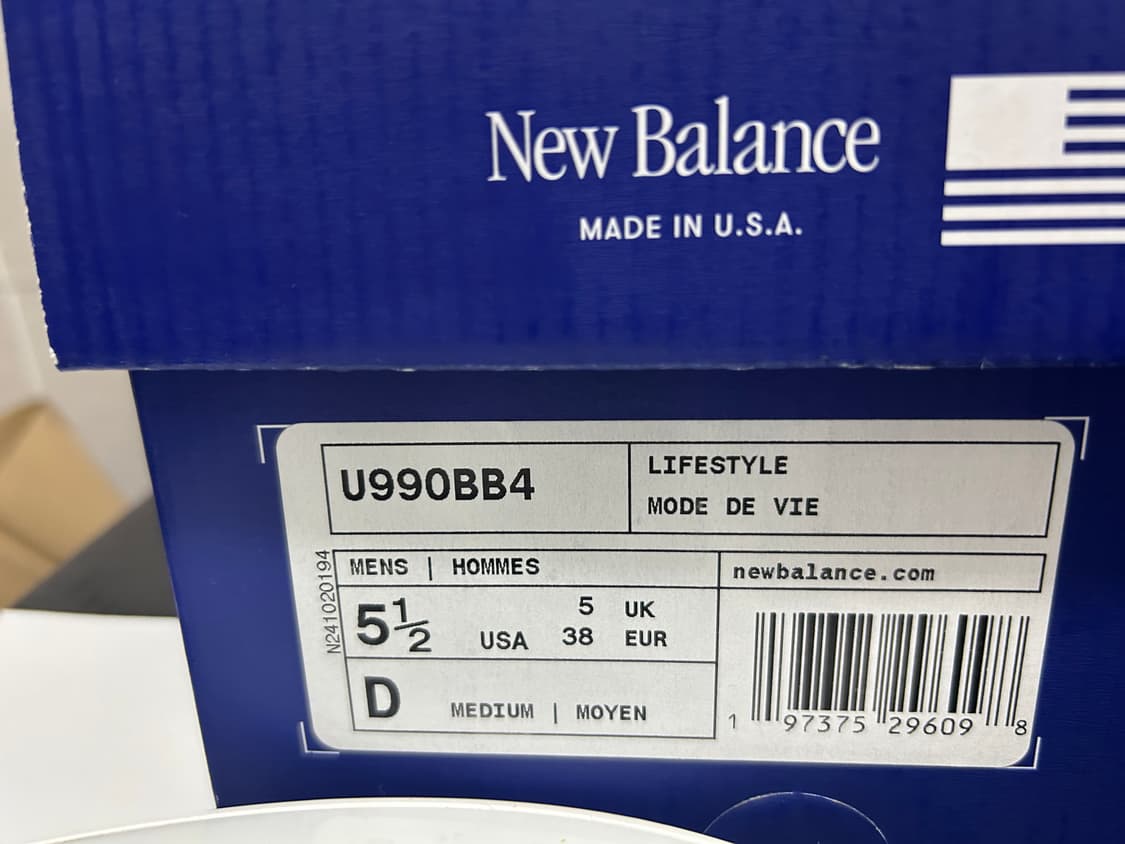 New Balance
MADE IN U.S.A.
U990BB4
LIFESTYLE
MODE DE VIE
N241020194
MENS | HOMMES
newbalance.com
5½ USA
5 UK
38 EUR
D MEDIUM | MOYEN
1 97375 29609 8